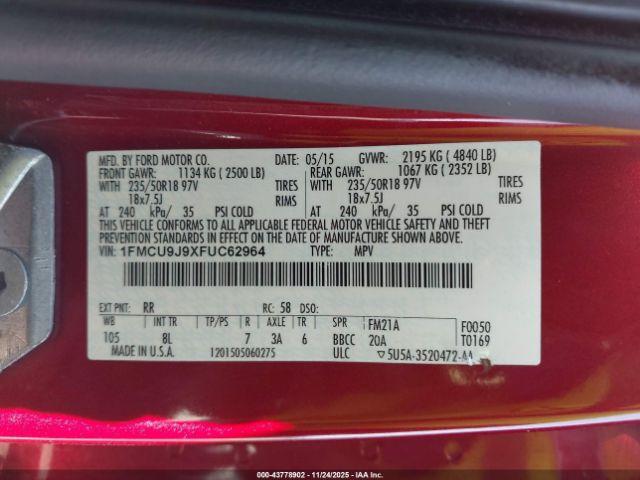 MFD. BY FORD MOTOR CO. DATE: 05/15 GVWR: 2195 KG ( 4840 LB)
FRONT GAWR: 1134 KG ( 2500 LB) REAR GAWR: 1067 KG ( 2352 LB)
WITH 235/50R18 97V TIRES WITH 235/50R18 97V TIRES
18x7.5J RIMS 18x7.5J RIMS
AT 240 kPa/ 35 PSI COLD AT 240 kPa/ 35 PSI COLD
THIS VEHICLE CONFORMS TO ALL APPLICABLE FEDERAL MOTOR VEHICLE SAFETY AND THEFT
PREVENTION STANDARDS IN EFFECT ON THE DATE OF MANUFACTURE SHOWN ABOVE.
VIN: 1FMCU9J9XFUC62964 TYPE: MPV
EXT PNT: RR RC: 58 DSO:
WB INT TR TP/PS R AXLE TR SPR FM21A F0050
105 8L 7 3A 6 BBCC 20A T0169
MADE IN U.S.A. 1201505060275 ULC ▽5U5A-3520472-AA
000-43778902 - 11/24/2025 - IAA Inc.